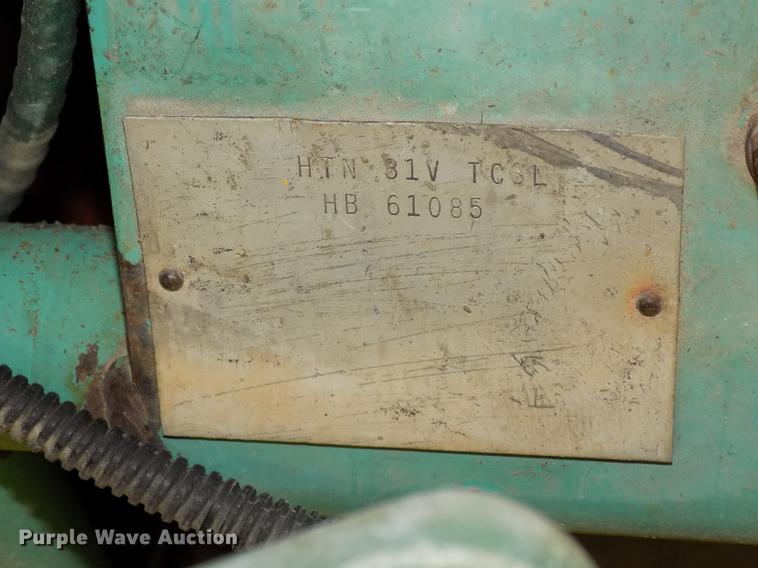 HTN 31V TCSL
HB 61085
Purple Wave Auction